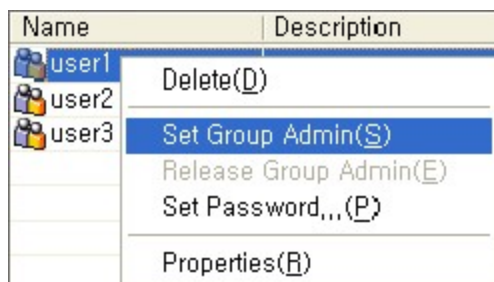 Name Description
user1
Delete(D)
user2
user3
Set Group Admin(S)
Release Group Admin(E)
Set Password,,,(P)
Properties(R)